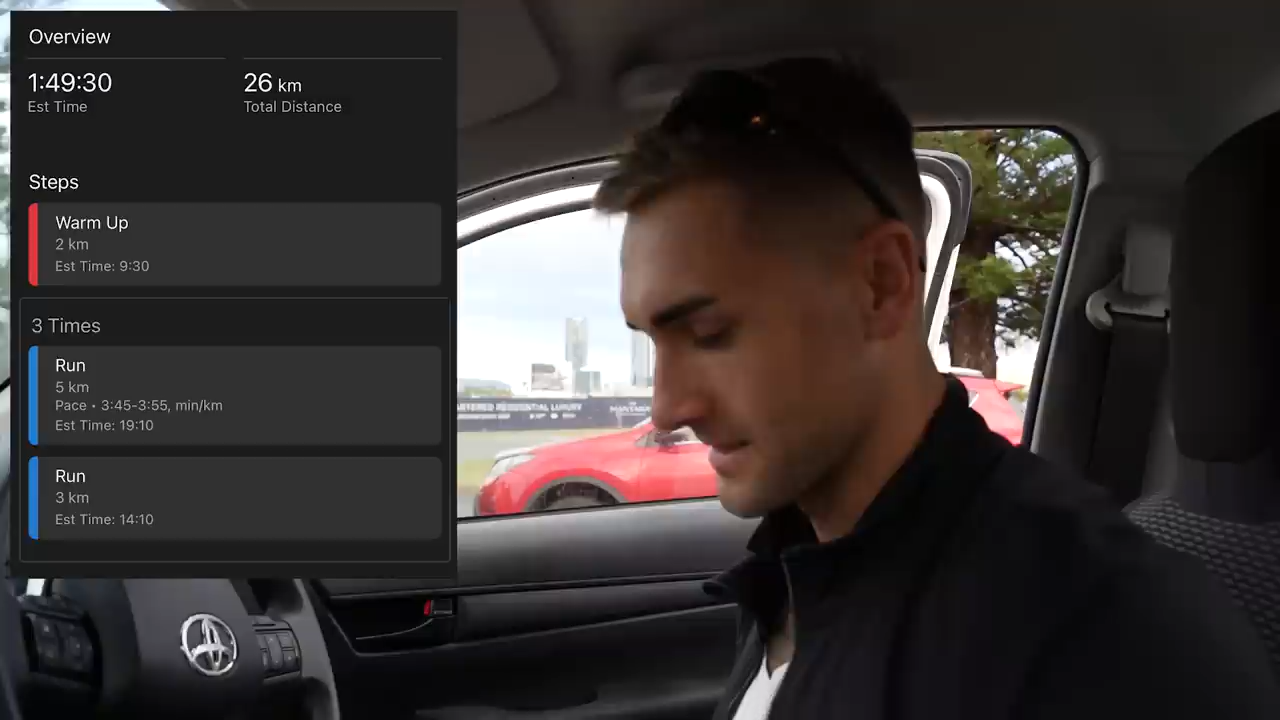 Overview
1:49:30
Est Time
26 km
Total Distance
Steps
Warm Up
2 km
Est Time: 9:30
3 Times
Run
5 km
Pace • 3:45-3:55, min/km
Est Time: 19:10
Run
3 km
Est Time: 14:10
RESIDENTIAL LUXURY